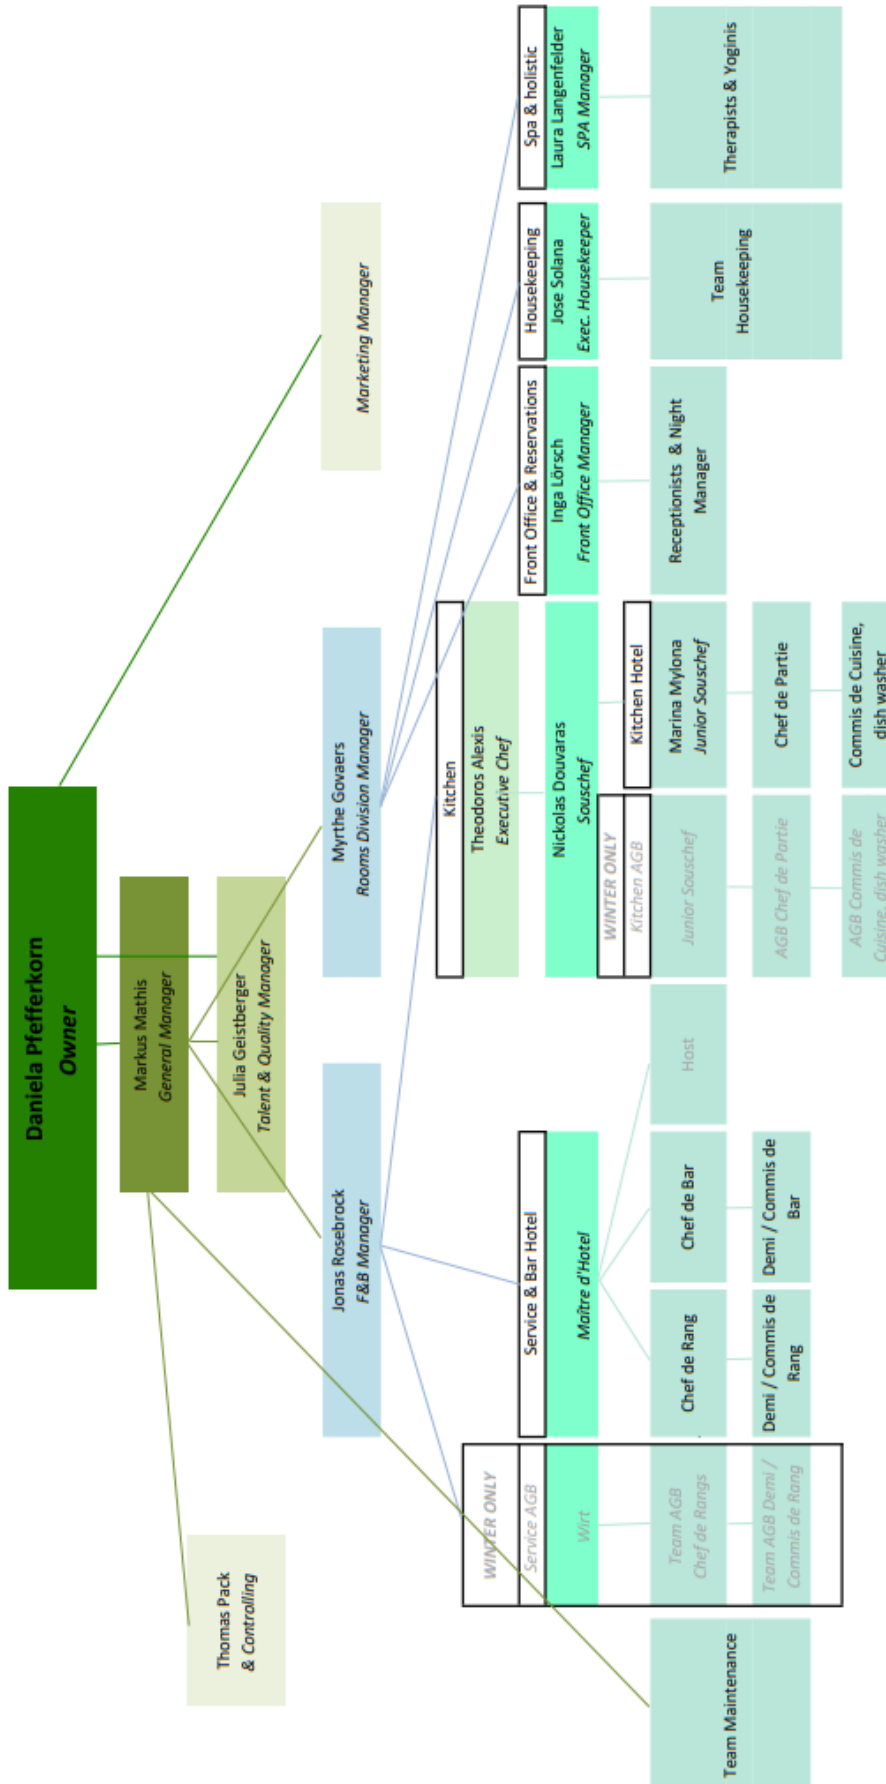 Daniela Pfefferkorn
Owner
Markus Mathis
General Manager
Julia Geistberger
Talent & Quality Manager
Thomas Pack
& Controlling
Jonas Rosebrock
F&B Manager
Myrthe Govaers
Rooms Division Manager
Marketing Manager
Team Maintenance
WINTER ONLY
Service AGB
Wirt
Team AGB
Chef de Rangs
Team AGB Demi /
Commis de Rang
Service & Bar Hotel
Maître d'Hotel
Chef de Rang
Demi / Commis de
Rang
Chef de Bar
Demi / Commis de
Bar
Host
Kitchen
Theodoros Alexis
Executive Chef
Nickolas Douvaras
Souschef
WINTER ONLY
Kitchen AGB
Junior Souschef
AGB Chef de Partie
AGB Commis de
Cuisine, dish washer
Kitchen Hotel
Marina Mylona
Junior Souschef
Chef de Partie
Commis de Cuisine,
dish washer
Front Office & Reservations
Inga Lörsch
Front Office Manager
Receptionists & Night
Manager
Housekeeping
Jose Solana
Exec. Housekeeper
Team
Housekeeping
Spa & holistic
Laura Langenfelder
SPA Manager
Therapists & Yoginis